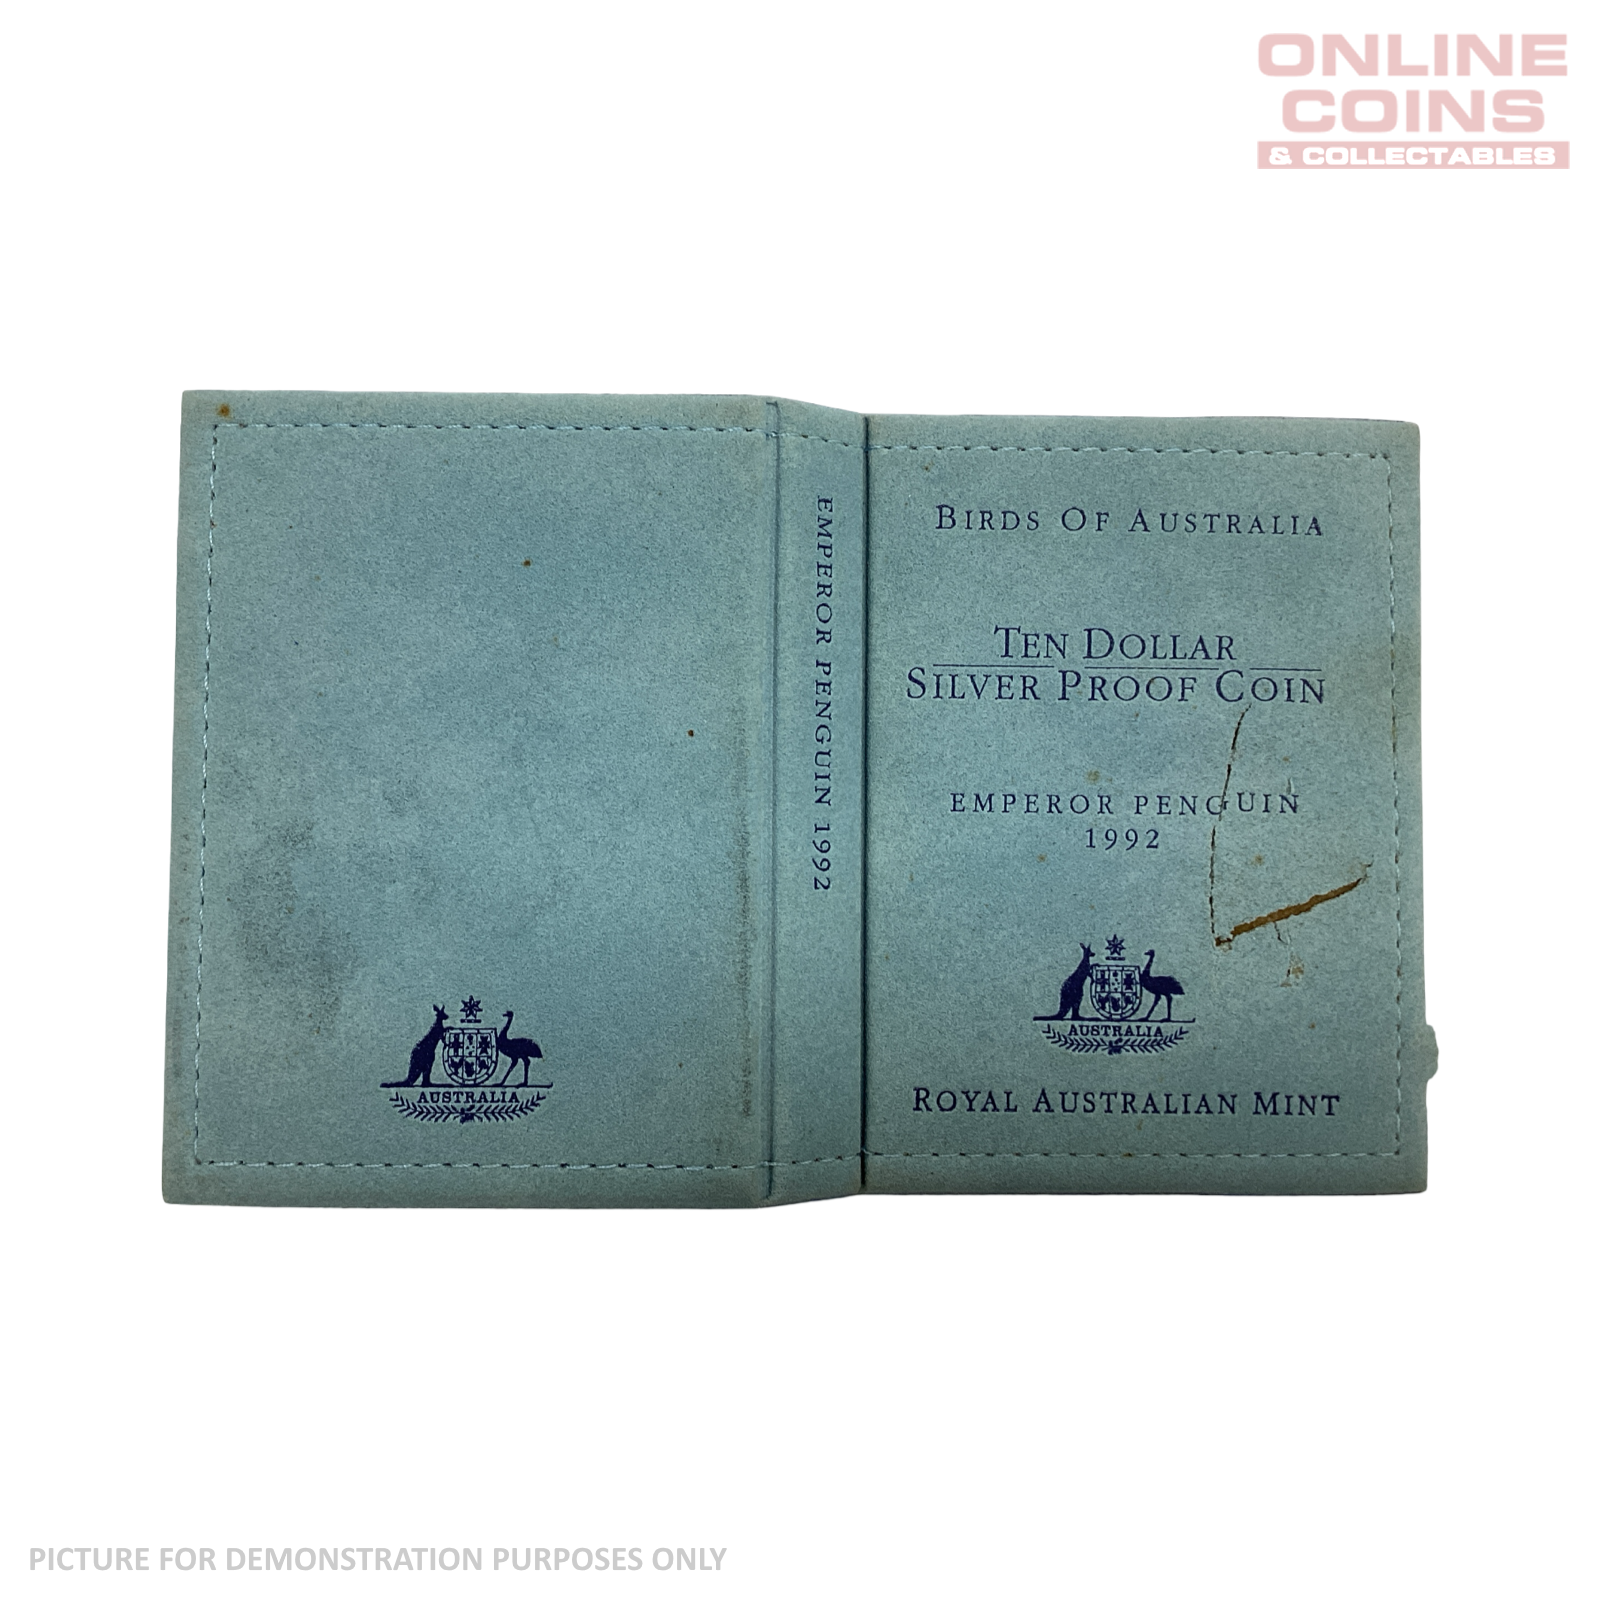 ONLINE
COINS
& COLLECTABLES
BIRDS OF AUSTRALIA
TEN DOLLAR
SILVER PROOF COIN
EMPEROR PENGUIN
1992
AUSTRALIA
ROYAL AUSTRALIAN MINT
EMPEROR PENGUIN 1992
AUSTRALIA
PICTURE FOR DEMONSTRATION PURPOSES ONLY